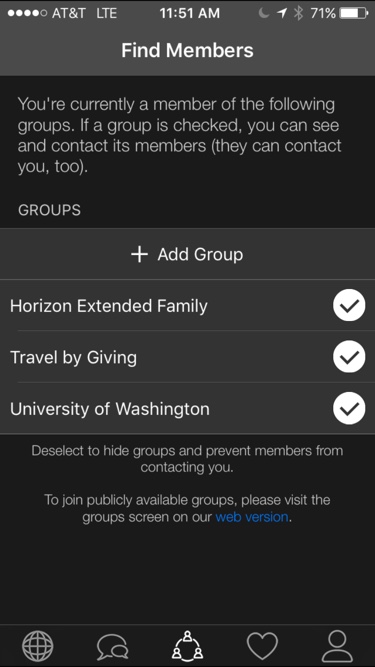 AT&T LTE 11:51 AM 71%
Find Members
You're currently a member of the following
groups. If a group is checked, you can see
and contact its members (they can contact
you, too).
GROUPS
+ Add Group
Horizon Extended Family
Travel by Giving
University of Washington
Deselect to hide groups and prevent members from
contacting you.
To join publicly available groups, please visit the
groups screen on our web version.